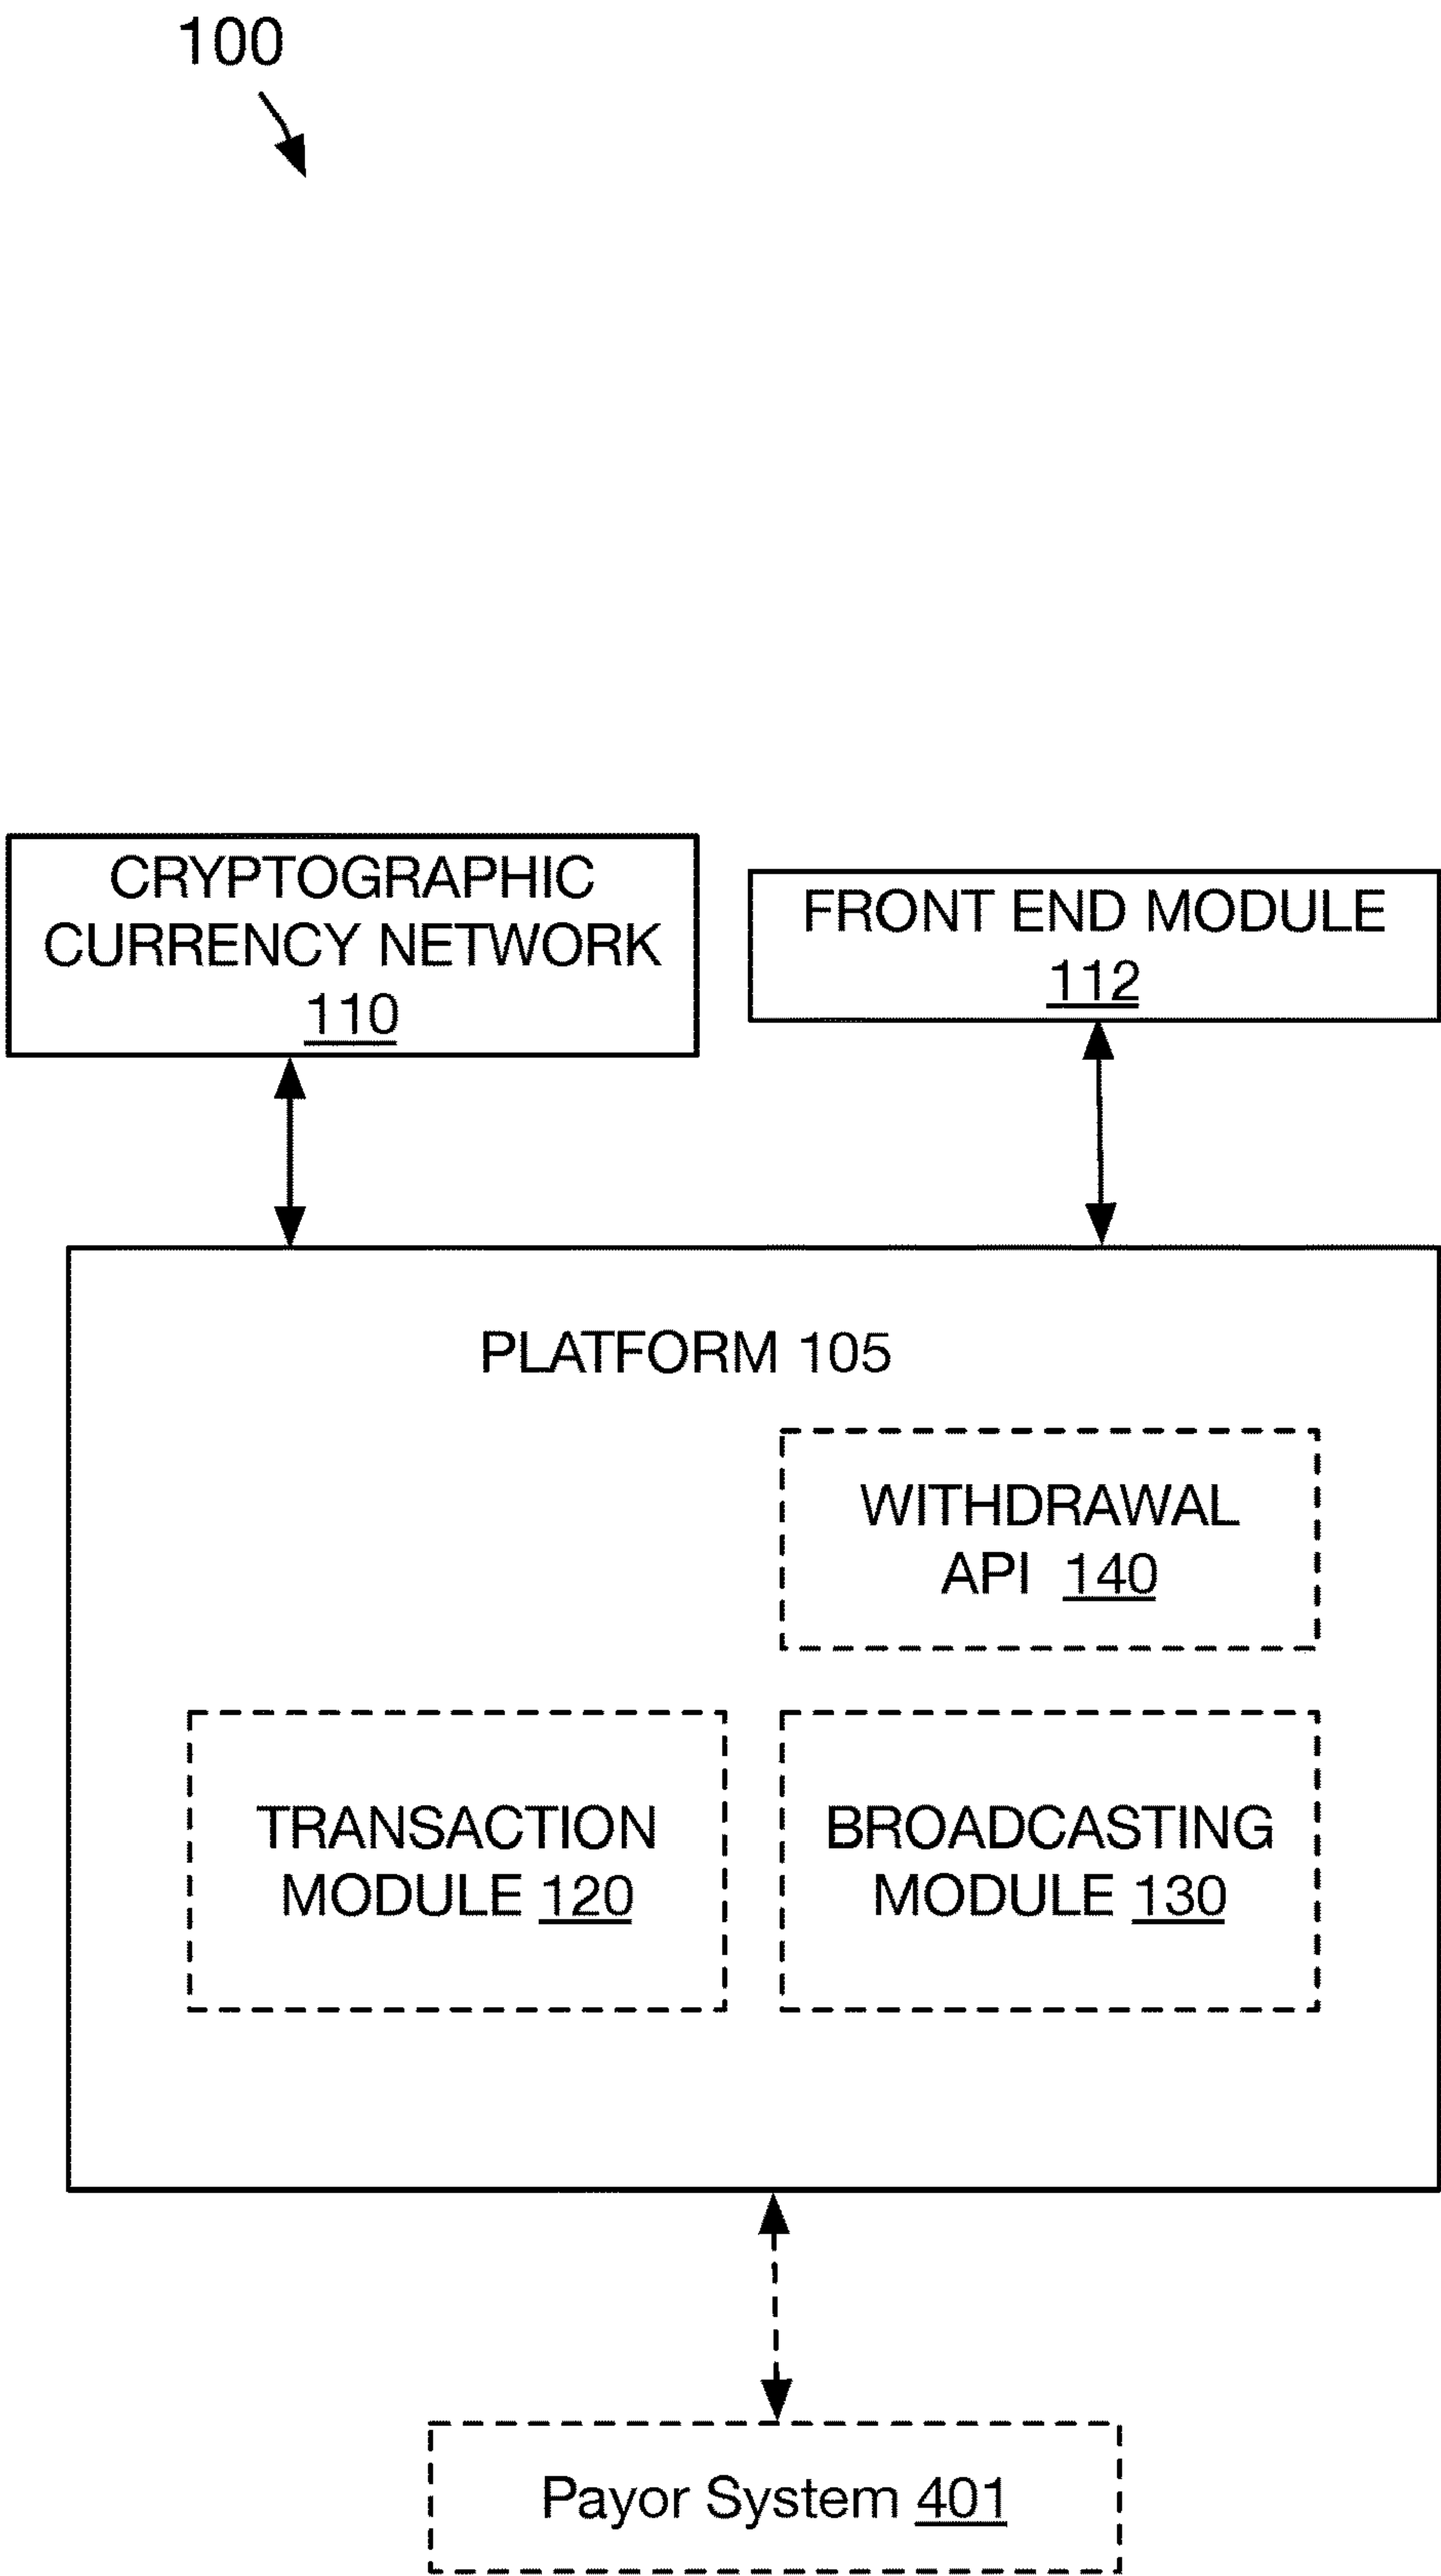 100
CRYPTOGRAPHIC
CURRENCY NETWORK
110
FRONT END MODULE
112
PLATFORM 105
WITHDRAWAL
API 140
TRANSACTION
MODULE 120
BROADCASTING
MODULE 130
Payor System 401